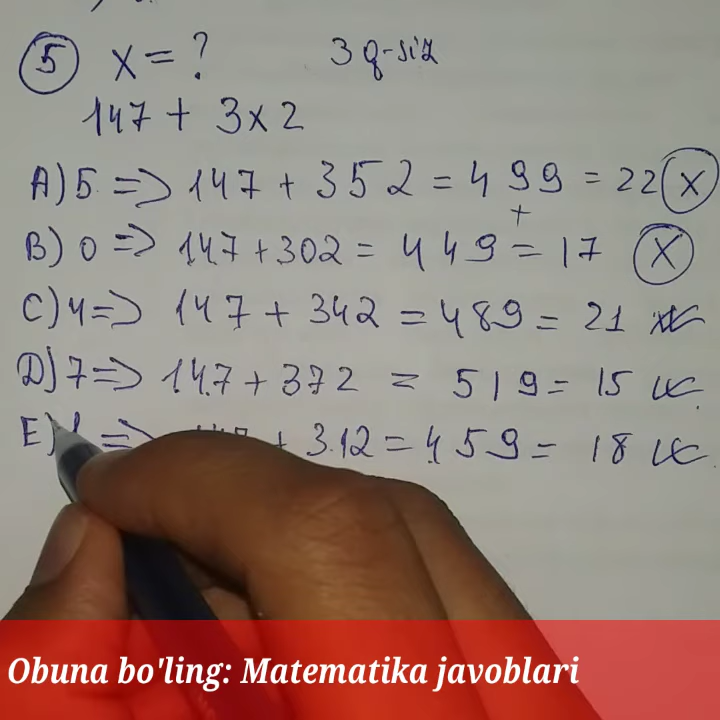 5 x = ? 3 q-siz
147 + 3x2
A) 5 => 147 + 352 = 499 = 22 X
+
B) 0 => 147 + 302 = 449 = 17 X
C) 4 => 147 + 342 = 489 = 21
D) 7 => 147 + 372 = 519 = 15
E) => + 312 = 459 = 18
Obuna bo'ling: Matematika javoblari